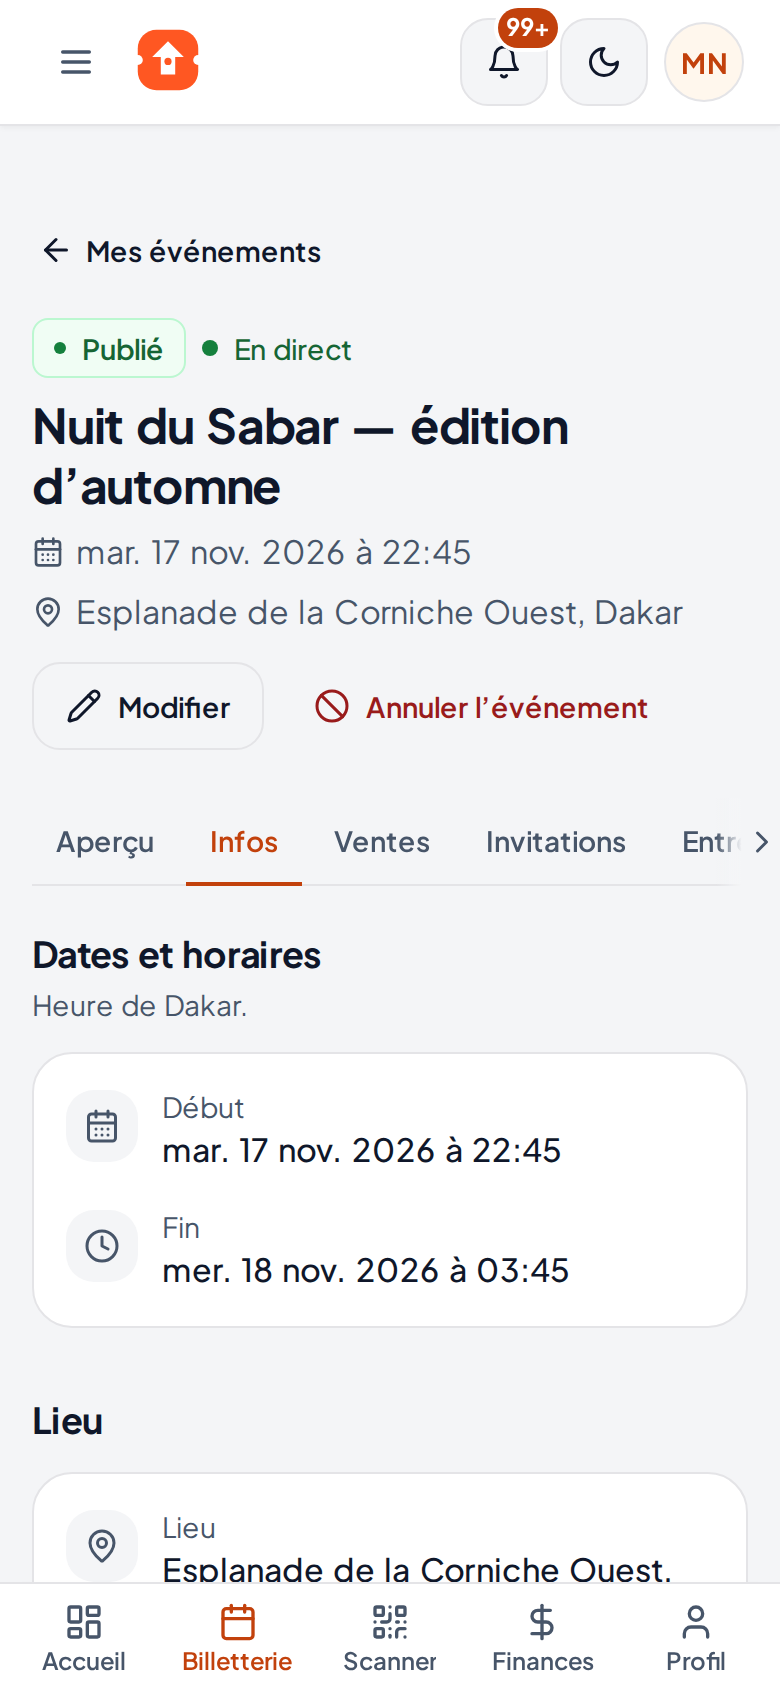 99+
MN
Mes événements
Publié
En direct
Nuit du Sabar — édition
d’automne
mar. 17 nov. 2026 à 22:45
Esplanade de la Corniche Ouest, Dakar
Modifier
Annuler l’événement
Aperçu
Infos
Ventes
Invitations
Dates et horaires
Heure de Dakar.
Début
mar. 17 nov. 2026 à 22:45
Fin
mer. 18 nov. 2026 à 03:45
Lieu
Lieu
Esplanade de la Corniche Ouest,
Accueil
Billetterie
Scanner
Finances
Profil